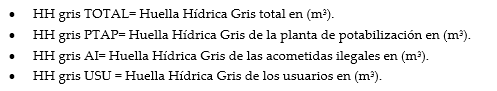 • HH gris TOTAL= Huella Hídrica Gris total en (m³).
• HH gris PTAP= Huella Hídrica Gris de la planta de potabilización en (m³).
• HH gris AI= Huella Hídrica Gris de las acometidas ilegales en (m³).
• HH gris USU = Huella Hídrica Gris de los usuarios en (m³).